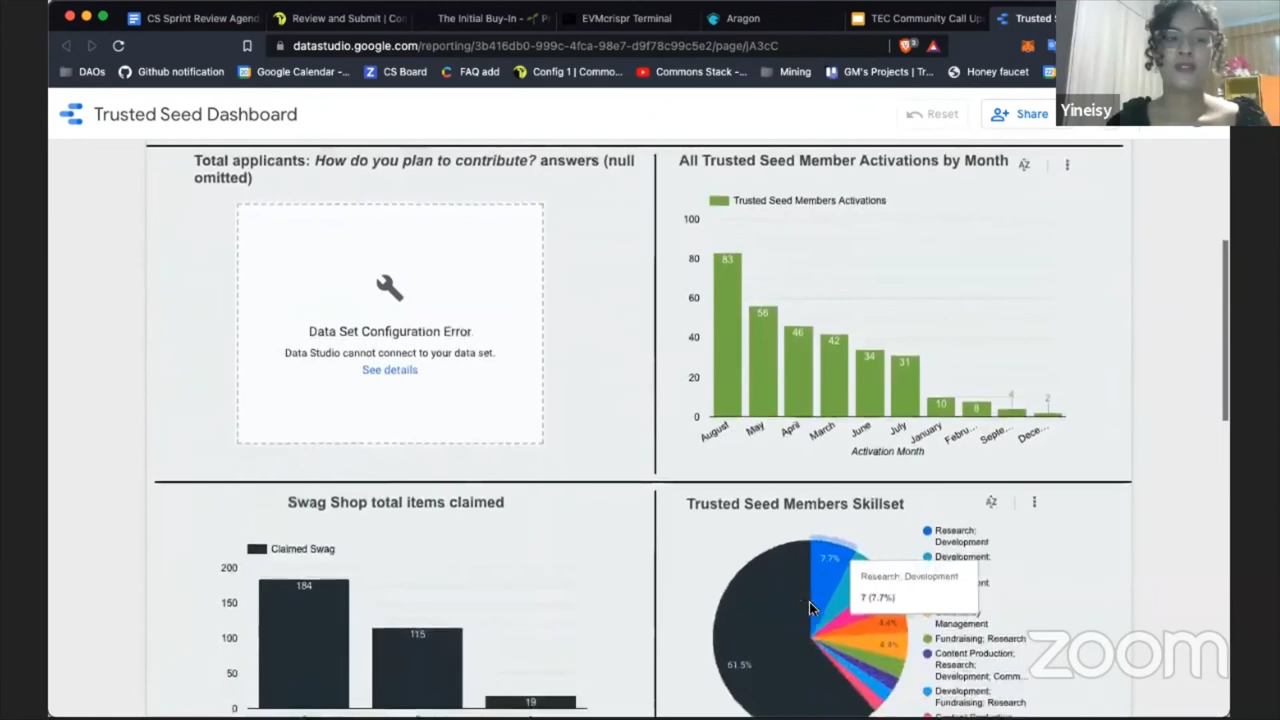 CS Sprint Review Agend
Review and Submit | Co
The Initial Buy-In -
EVMcrispr Terminal
Aragon
TEC Community Call Up
Trusted S
datastudio.google.com/reporting/3b416db0-999c-4fca-98e7-d9f78c99c5e2/page/jA3cC
DAOs
Github notification
Google Calendar -...
CS Board
FAQ add
Config 1 | Commo...
Commons Stack -...
Mining
GM's Projects | Tr...
Honey faucet
Yineisy
Trusted Seed Dashboard
Reset
Share
Total applicants: How do you plan to contribute? answers (null
omitted)
Data Set Configuration Error.
Data Studio cannot connect to your data set.
See details
All Trusted Seed Member Activations by Month
Trusted Seed Members Activations
100
80
60
40
20
0
83
56
46
42
34
31
10
8
4
2
August
May
April
March
June
July
January
Febru...
Septe...
Dece...
Activation Month
Swag Shop total items claimed
Claimed Swag
200
150
100
50
0
184
115
19
Trusted Seed Members Skillset
7.7%
4.4%
4.4%
61.5%
Research, Development
7 (7.7%)
Research;
Development
Development;
Management
Fundraising; Research
Content Production;
Research;
Development; Comm...
Development;
Fundraising; Research
zoom